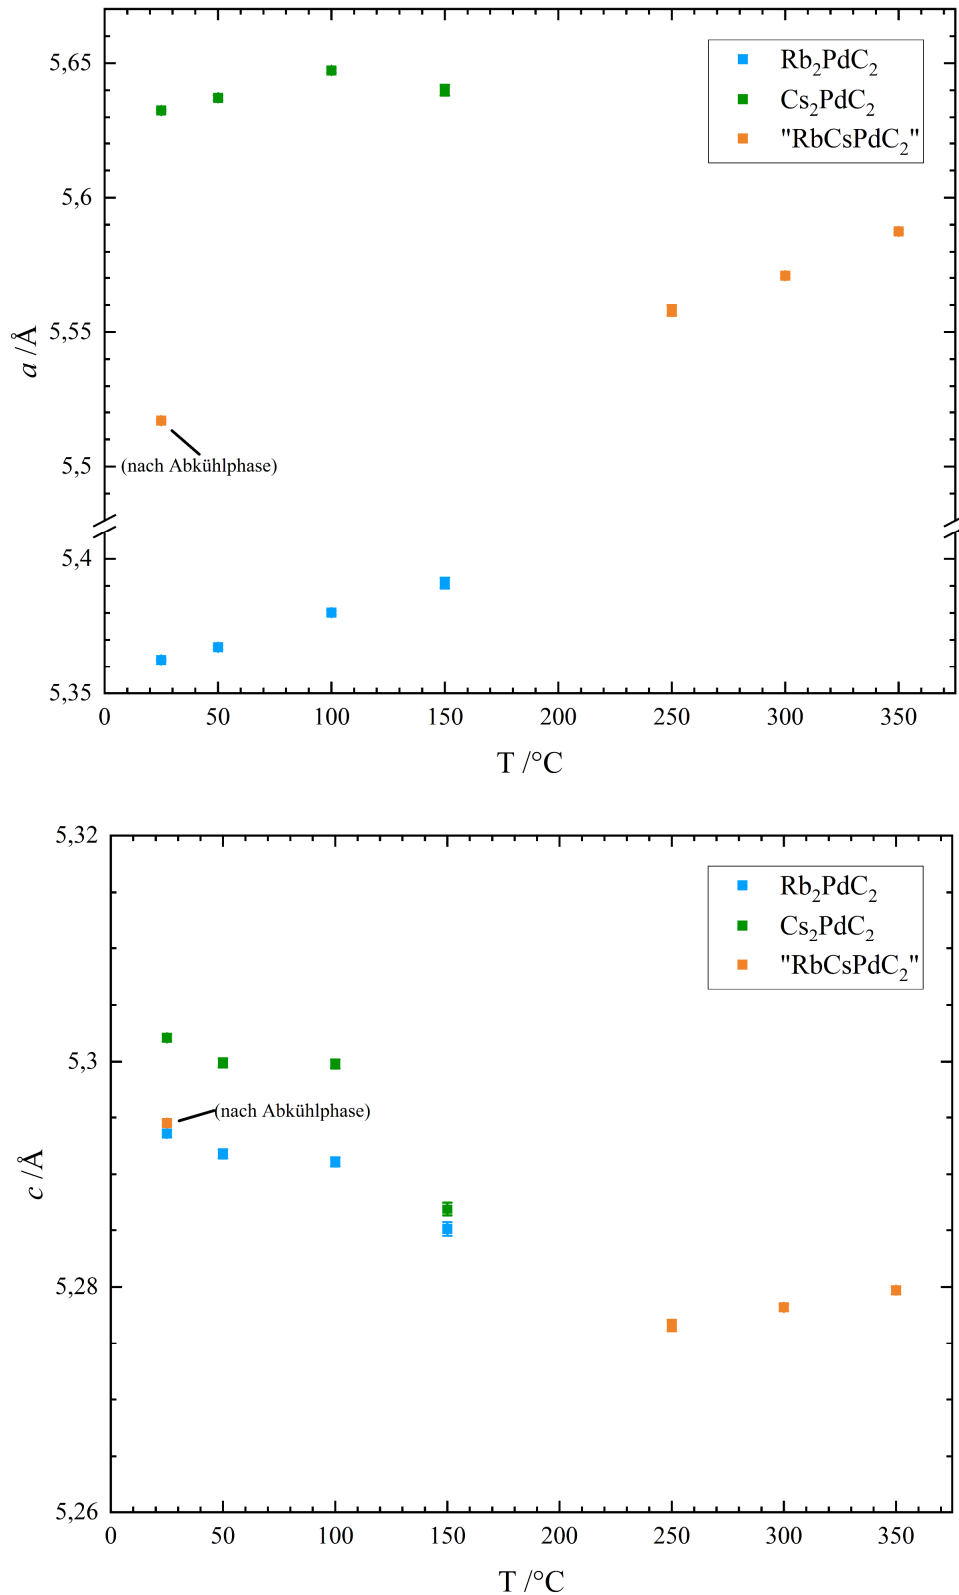 5,65
5,6
5,55
5,5
5,4
5,35
a /Å
Rb₂PdC₂
Cs₂PdC₂
"RbCsPdC₂"
(nach Abkühlphase)
0 50 100 150 200 250 300 350
T /°C
5,32
5,3
5,28
5,26
c /Å
Rb₂PdC₂
Cs₂PdC₂
"RbCsPdC₂"
(nach Abkühlphase)
0 50 100 150 200 250 300 350
T /°C